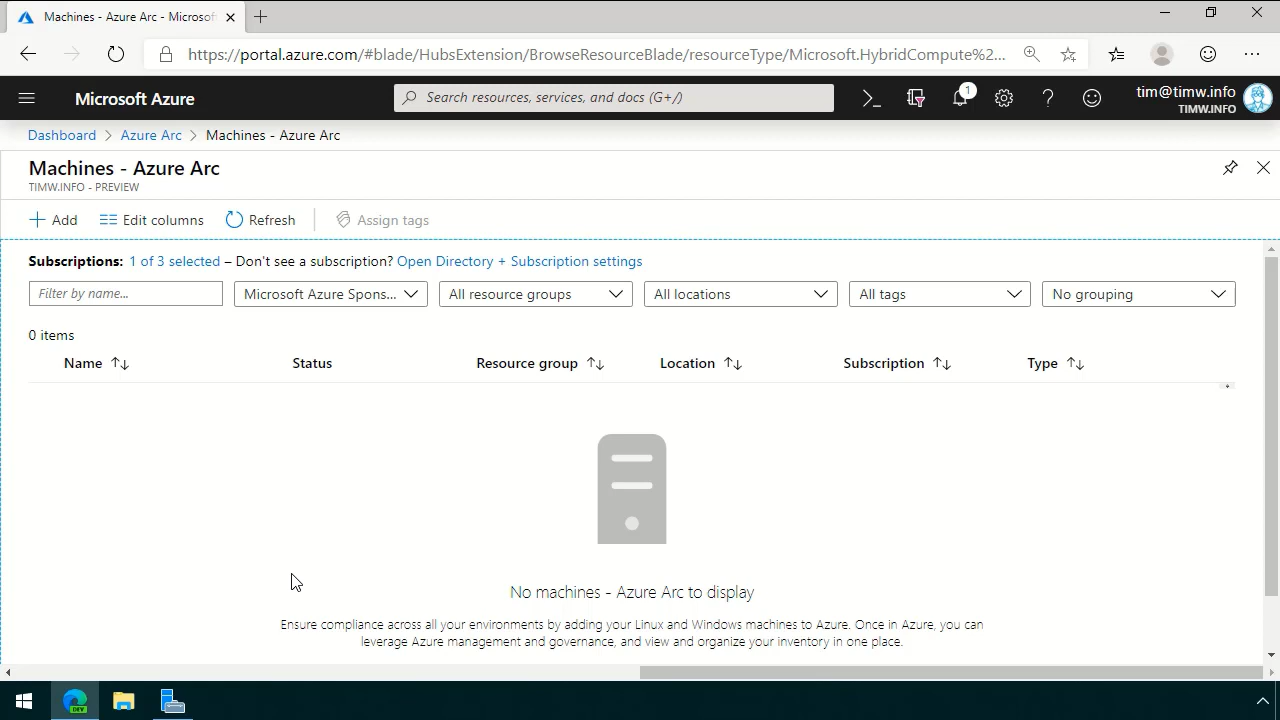 Machines - Azure Arc - Microsof
https://portal.azure.com/#blade/HubsExtension/BrowseResourceBlade/resourceType/Microsoft.HybridCompute%2...
Microsoft Azure
Search resources, services, and docs (G+/)
1
tim@timw.info
TIMW.INFO
Dashboard > Azure Arc > Machines - Azure Arc
Machines - Azure Arc
TIMW.INFO - PREVIEW
Add Edit columns Refresh Assign tags
Subscriptions: 1 of 3 selected – Don't see a subscription? Open Directory + Subscription settings
Filter by name... Microsoft Azure Spons... All resource groups All locations All tags No grouping
0 items
Name Status Resource group Location Subscription Type
No machines - Azure Arc to display
Ensure compliance across all your environments by adding your Linux and Windows machines to Azure. Once in Azure, you can
leverage Azure management and governance, and view and organize your inventory in one place.
DEV